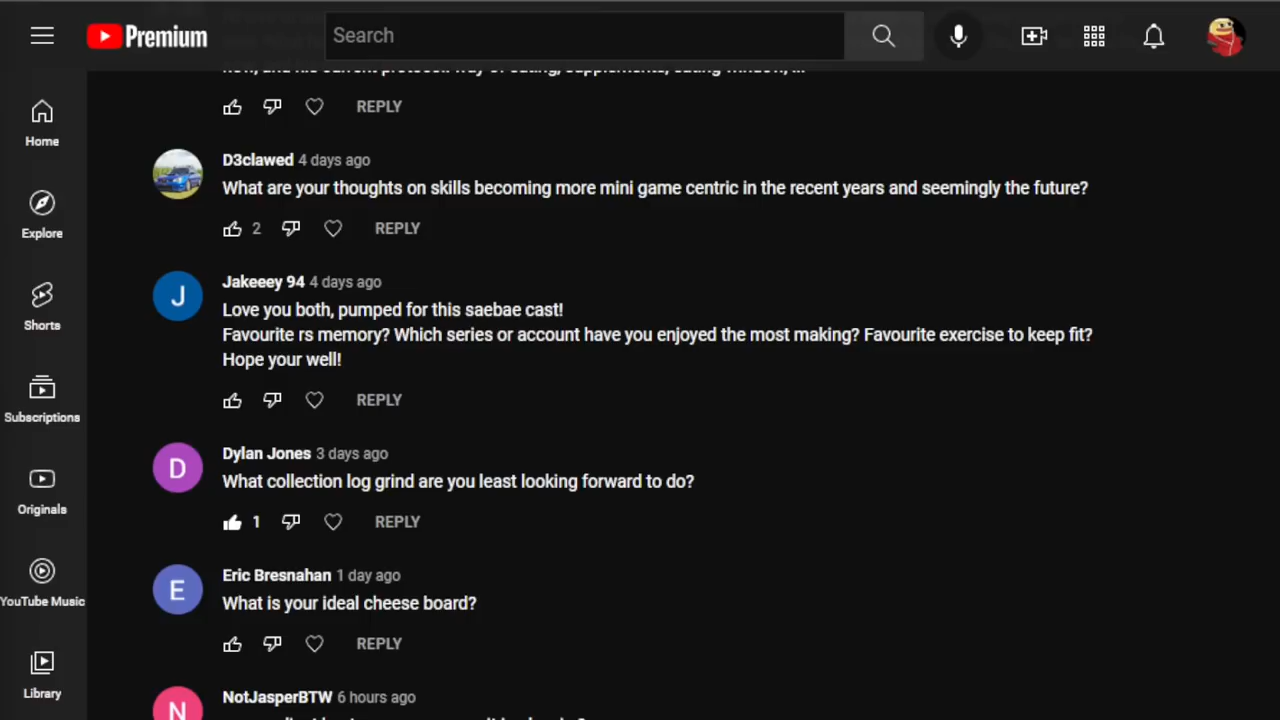 Premium
Search
Home
Explore
Shorts
Subscriptions
Originals
YouTube Music
Library
REPLY
D3clawed 4 days ago
What are your thoughts on skills becoming more mini game centric in the recent years and seemingly the future?
2 REPLY
J
Jakeeey 94 4 days ago
Love you both, pumped for this saebae cast!
Favourite rs memory? Which series or account have you enjoyed the most making? Favourite exercise to keep fit?
Hope your well!
REPLY
D
Dylan Jones 3 days ago
What collection log grind are you least looking forward to do?
1 REPLY
E
Eric Bresnahan 1 day ago
What is your ideal cheese board?
REPLY
N
NotJasperBTW 6 hours ago